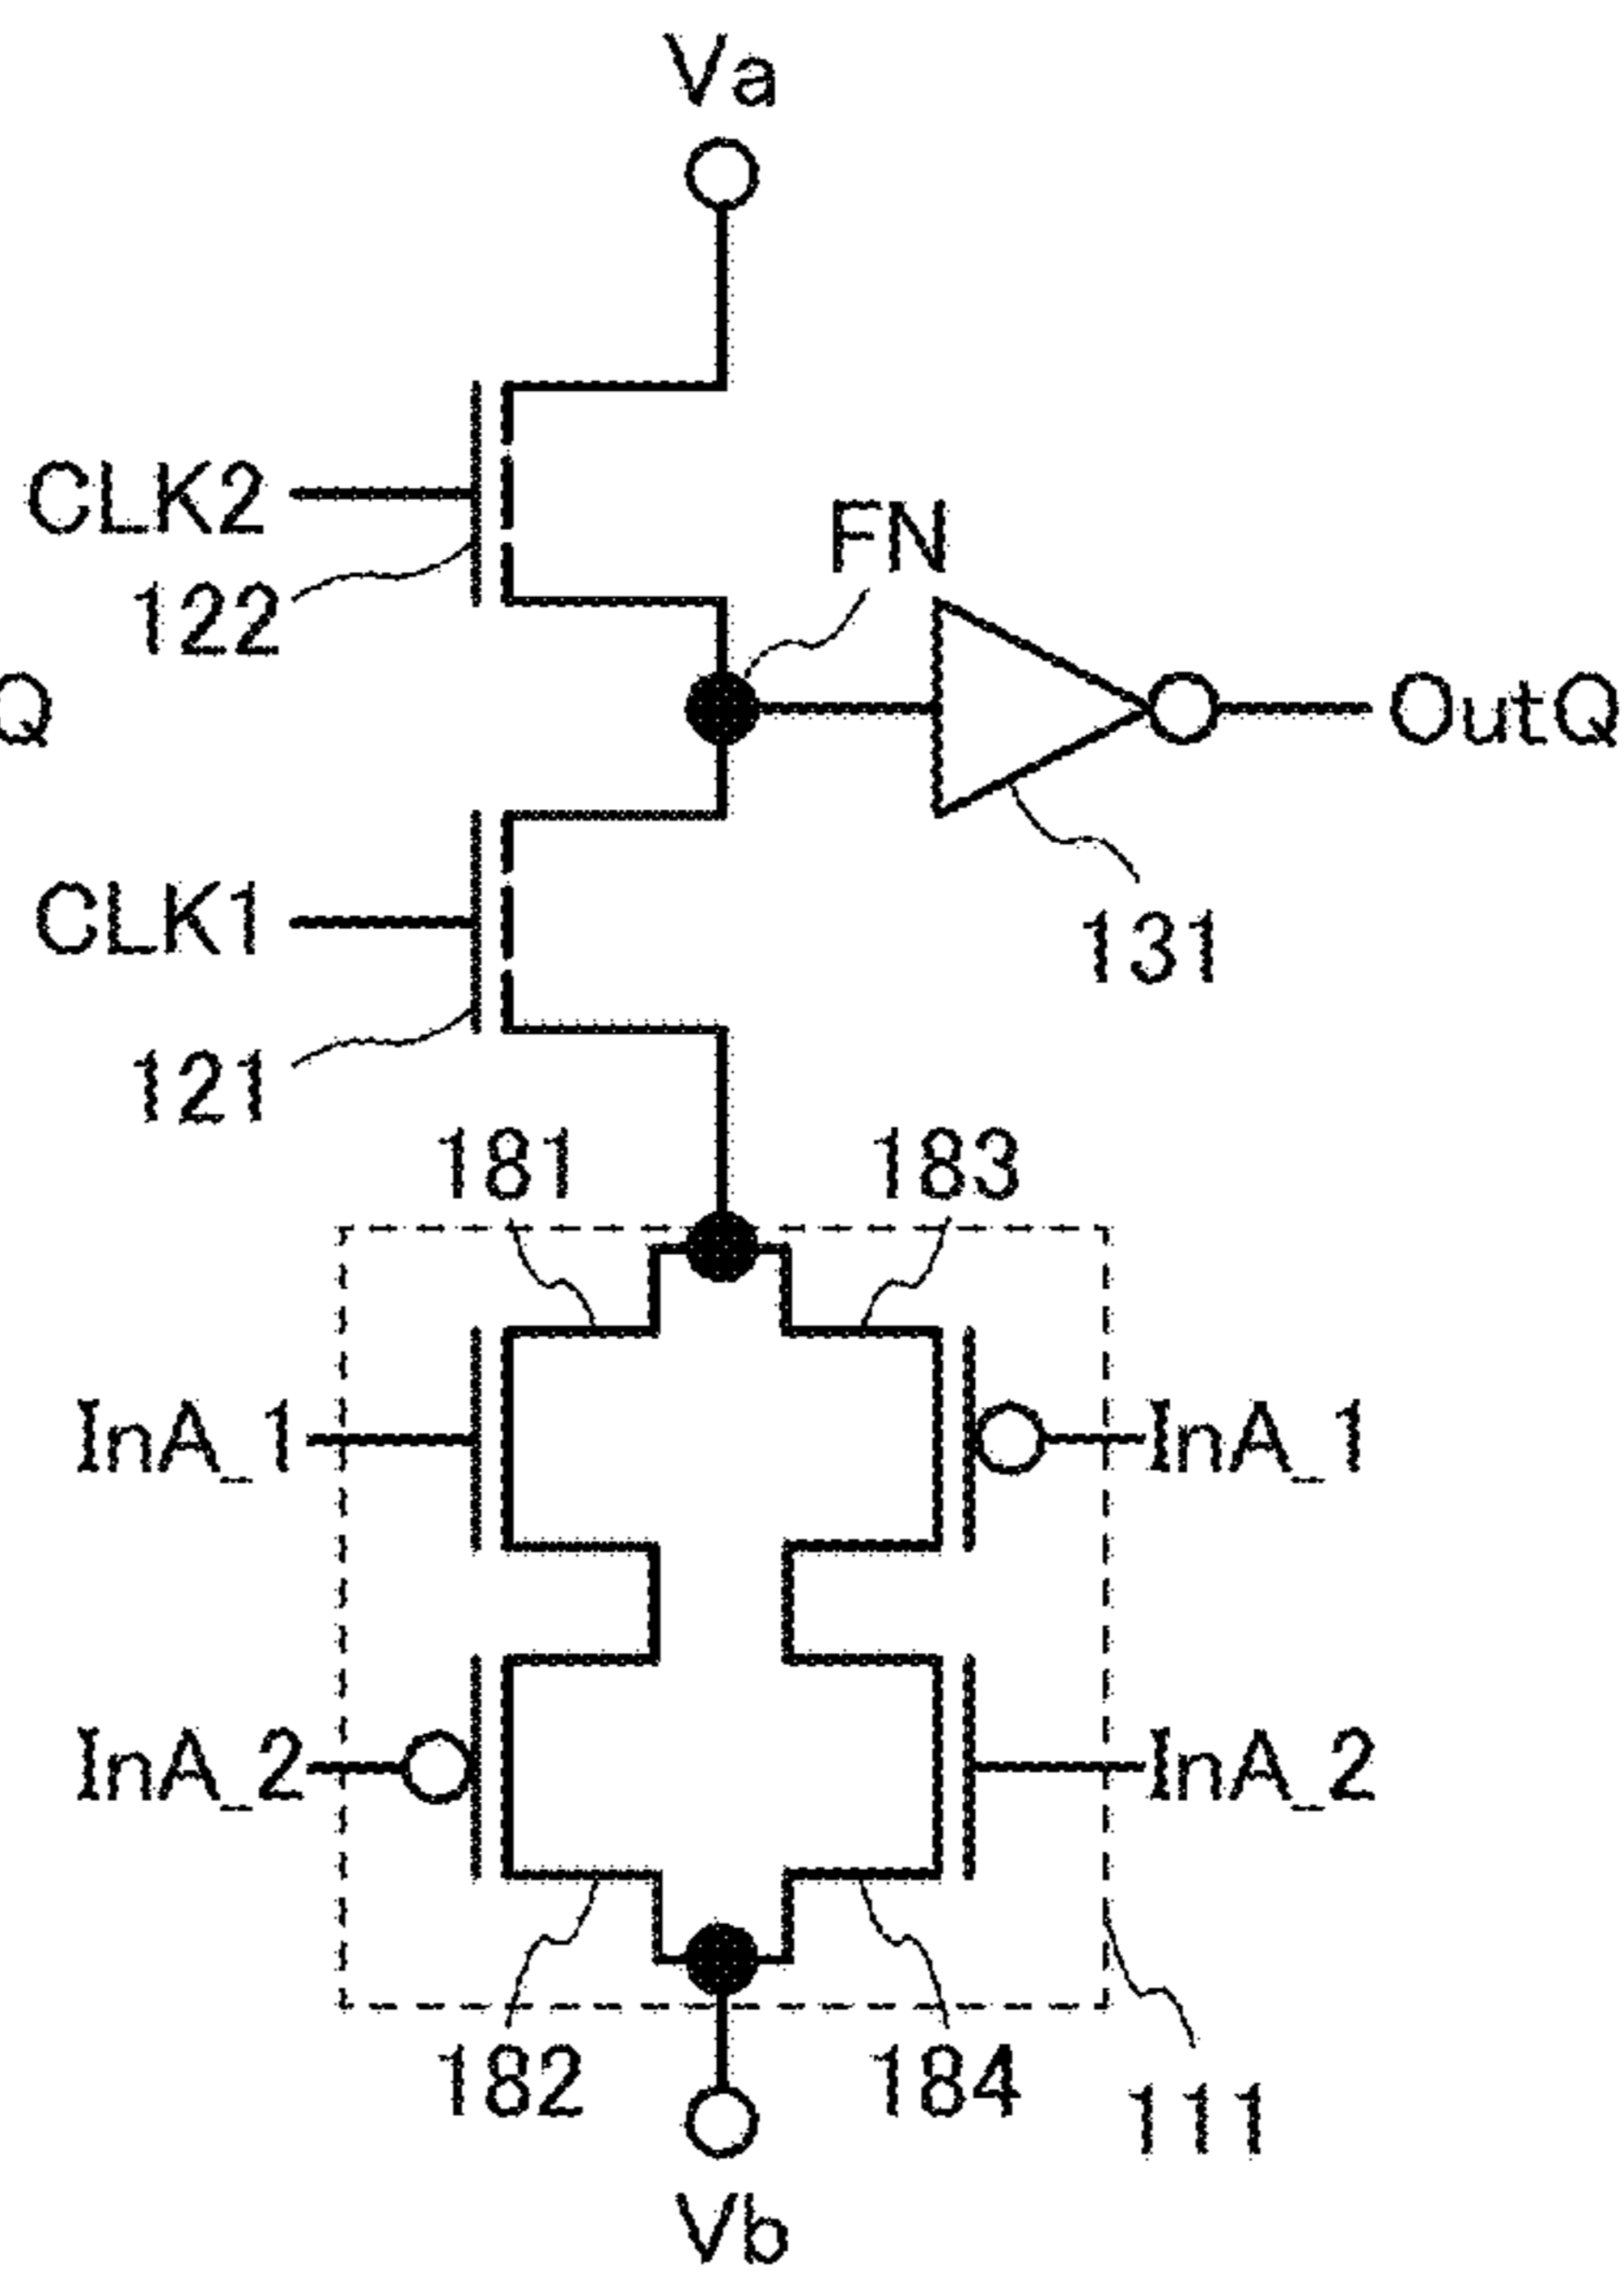 Va
CLK2
FN
122
Q
OutQ
CLK1
131
121
181
183
InA_1
InA_1
InA_2
InA_2
182
184
111
Vb